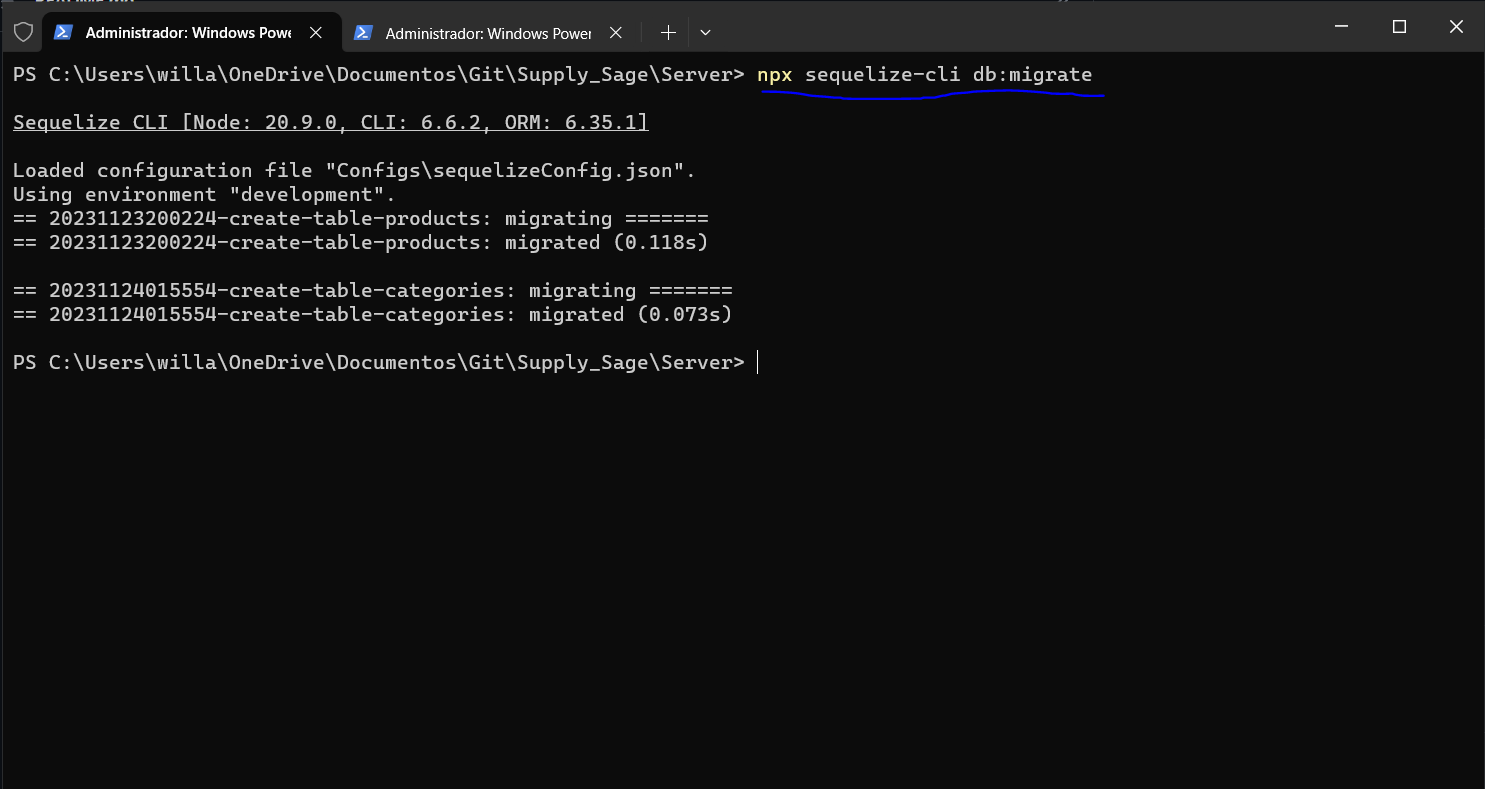 Administrador: Windows Powe
Administrador: Windows Power
PS C:\Users\willa\OneDrive\Documentos\Git\Supply_Sage\Server> npx sequelize-cli db:migrate
Sequelize CLI [Node: 20.9.0, CLI: 6.6.2, ORM: 6.35.1]
Loaded configuration file "Configs\sequelizeConfig.json".
Using environment "development".
== 20231123200224-create-table-products: migrating =======
== 20231123200224-create-table-products: migrated (0.118s)
== 20231124015554-create-table-categories: migrating =======
== 20231124015554-create-table-categories: migrated (0.073s)
PS C:\Users\willa\OneDrive\Documentos\Git\Supply_Sage\Server>